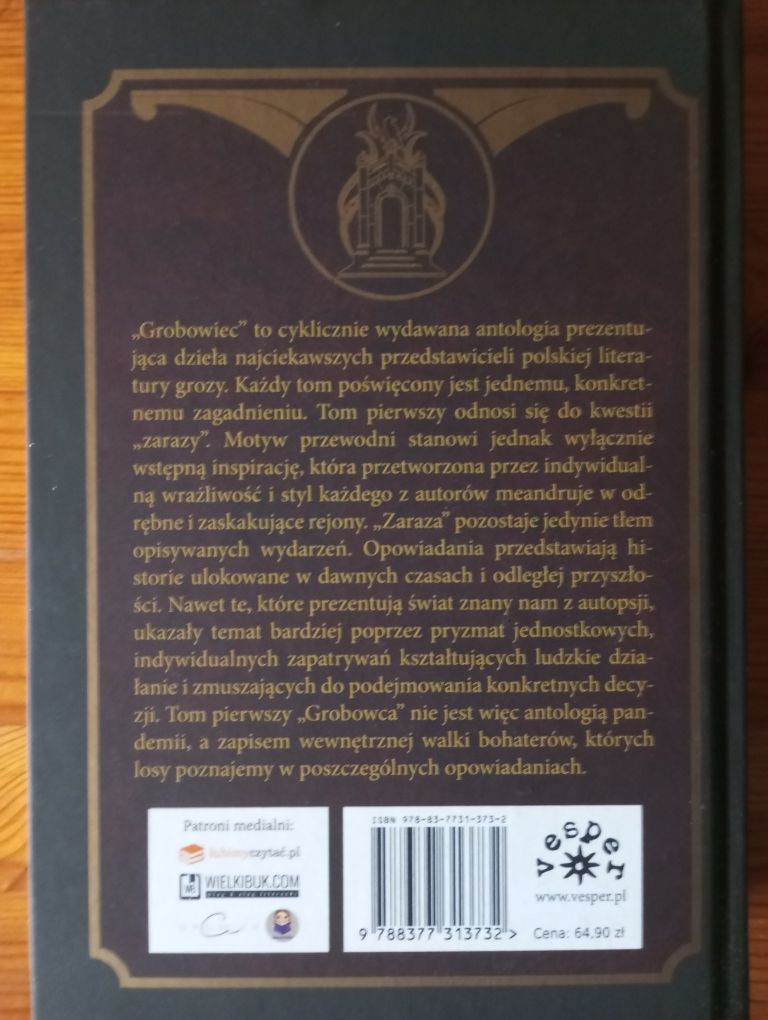 „Grobowiec” to cyklicznie wydawana antologia prezentu-
jąca dzieła najciekawszych przedstawicieli polskiej litera-
tury grozy. Każdy tom poświęcony jest jednemu, konkret-
nemu zagadnieniu. Tom pierwszy odnosi się do kwestii
„zarazy”. Motyw przewodni stanowi jednak wyłącznie
wstępną inspirację, która przetworzona przez indywidual-
ną wrażliwość i styl każdego z autorów meandruje w od-
rębne i zaskakujące rejony. „Zaraza” pozostaje jedynie tłem
opisywanych wydarzeń. Opowiadania przedstawiają hi-
storie ulokowane w dawnych czasach i odległej przyszło-
ści. Nawet te, które prezentują świat znany nam z autopsji,
ukazały temat bardziej poprzez pryzmat jednostkowych,
indywidualnych zapatrywań kształtujących ludzkie dzia-
łanie i zmuszających do podejmowania konkretnych decy-
zji. Tom pierwszy „Grobowca” nie jest więc antologią pan-
demii, a zapisem wewnętrznej walki bohaterów, których
losy poznajemy w poszczególnych opowiadaniach.
Patroni medialni:
lubimyczytać.pl
WB WIELKIBUK.COM
ISBN 978-83-7731-373-2
9 788377 313732 >
vesper
www.vesper.pl
Cena: 64,90 zł